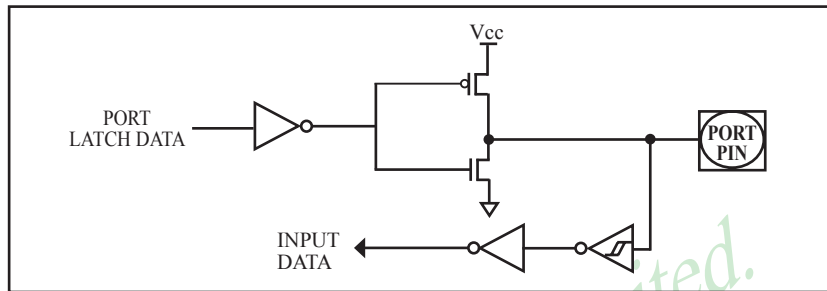 Vcc
PORT
LATCH DATA
PORT
PIN
INPUT
DATA